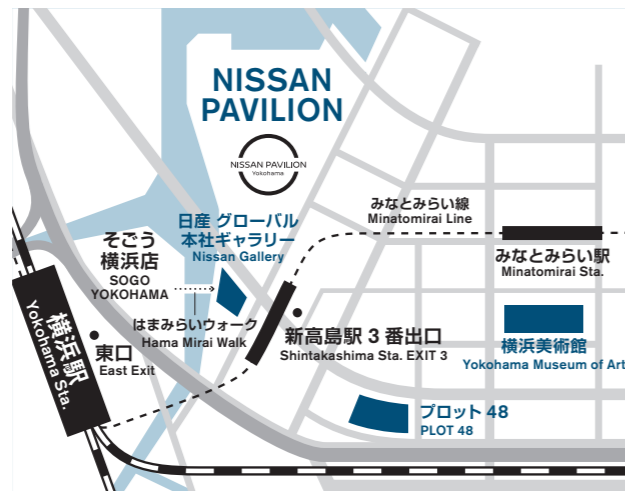 NISSAN
PAVILION
NISSAN PAVILION
Yokohama
みなとみらい線
Minatomirai Line
日産 グローバル
本社ギャラリー
Nissan Gallery
そごう
横浜店
SOGO
YOKOHAMA
みなとみらい駅
Minatomirai Sta.
はまみらいウォーク
Hama Mirai Walk
新高島駅 3 番出口
Shintakashima Sta. EXIT 3
横浜駅
Yokohama Sta.
東口
East Exit
横浜美術館
Yokohama Museum of Art
プロット 48
PLOT 48